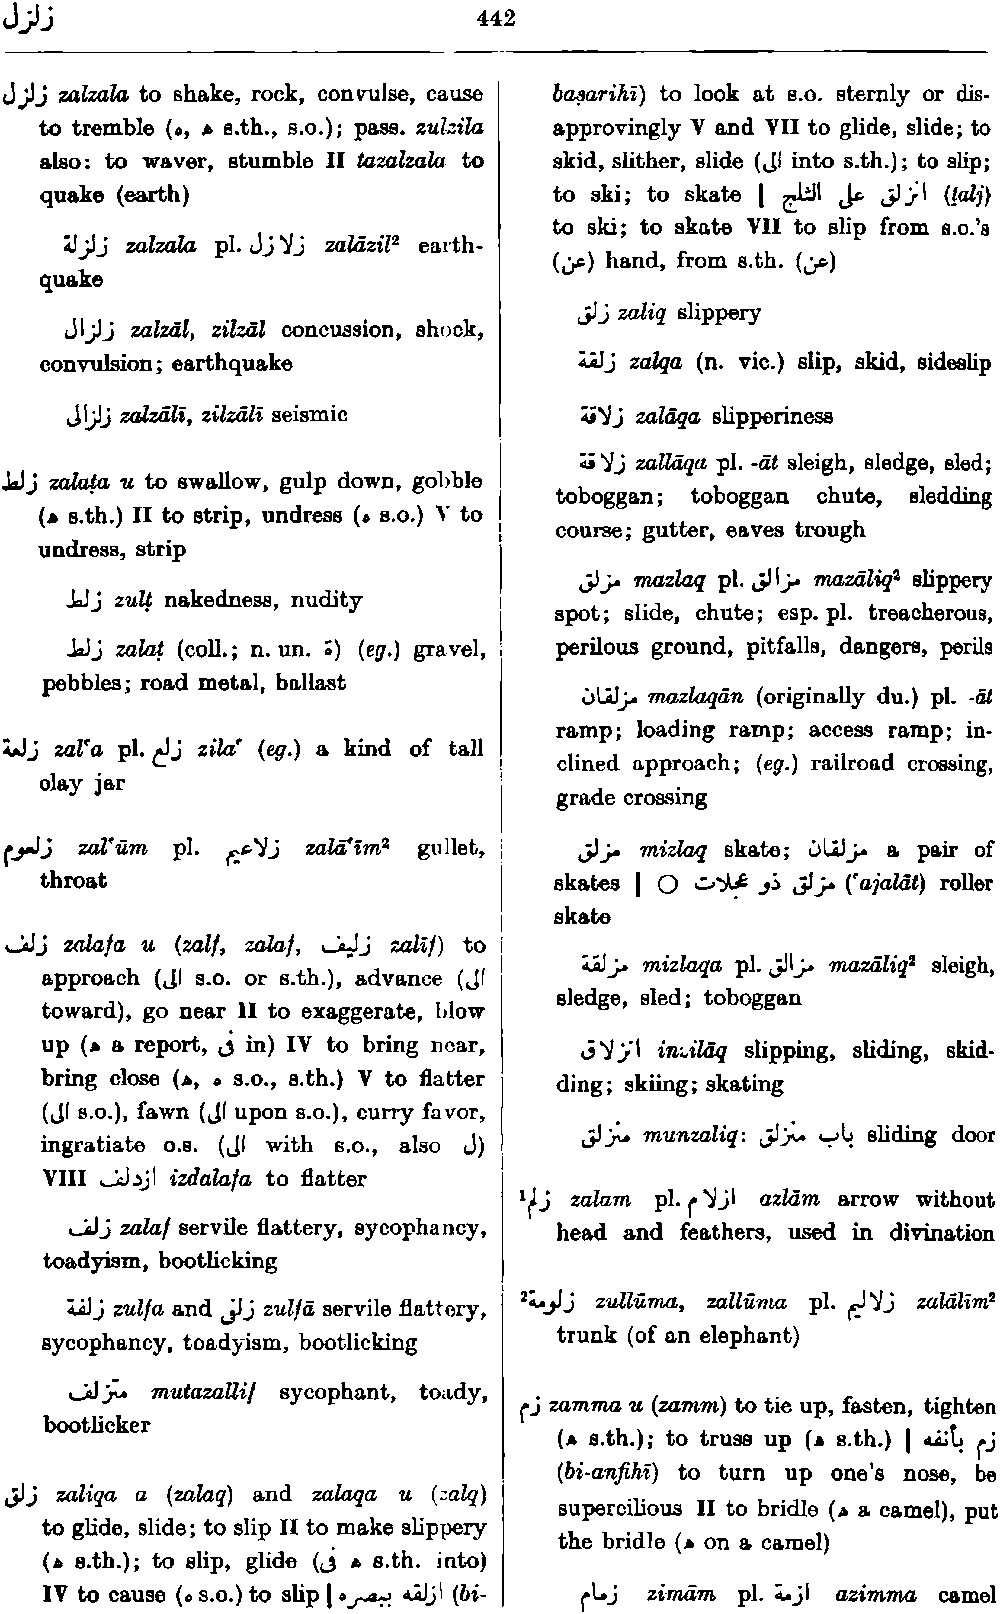 زلزل
442
زلزل zalzala to shake, rock, convulse, cause
to tremble (ه, ﻫ s.th., s.o.); pass. zulzila
also: to waver, stumble II tazalzala to
quake (earth)
زلزلة zalzala pl. زلازل zalāzil² earth-
quake
زلزال zalzāl, zilzāl concussion, shock,
convulsion; earthquake
زلزالى zalzālī, zilzālī seismic
زلط zalaṭa u to swallow, gulp down, gobble
(ﻫ s.th.) II to strip, undress (ه s.o.) V to
undress, strip
زلط zulṭ nakedness, nudity
زلط zalaṭ (coll.; n. un. ة) (eg.) gravel,
pebbles; road metal, ballast
زلعة zalʿa pl. زلع zilaʿ (eg.) a kind of tall
clay jar
زلعوم zalʿūm pl. زلاعيم zalāʿīm² gullet,
throat
زلف zalafa u (zalf, zalaf, زليف zalīf) to
approach (الى s.o. or s.th.), advance (الى
toward), go near II to exaggerate, blow
up (ﻫ a report, فى in) IV to bring near,
bring close (ﻫ, ه s.o., s.th.) V to flatter
(الى s.o.), fawn (الى upon s.o.), curry favor,
ingratiate o.s. (الى with s.o., also ل)
VIII ازدلف izdalafa to flatter
زلف zalaf servile flattery, sycophancy,
toadyism, bootlicking
زلفة zulfa and زلفى zulfā servile flattery,
sycophancy, toadyism, bootlicking
متزلف mutazallif sycophant, toady,
bootlicker
زلق zaliqa a (zalaq) and zalaqa u (zalq)
to glide, slide; to slip II to make slippery
(ﻫ s.th.); to slip, glide (فى ﻫ s.th. into)
IV to cause (ه s.o.) to slip | ازلقه ببصره (bi-
baṣarihī) to look at s.o. sternly or dis-
approvingly V and VII to glide, slide; to
skid, slither, slide (الى into s.th.); to slip;
to ski; to skate | انزلق على الثلج (ṯalj)
to ski; to skate VII to slip from s.o.'s
(عن) hand, from s.th. (عن)
زلق zaliq slippery
زلقة zalqa (n. vic.) slip, skid, sideslip
زلاقة zalāqa slipperiness
زلاقة zallāqa pl. -āt sleigh, sledge, sled;
toboggan; toboggan chute, sledding
course; gutter, eaves trough
مزلق mazlaq pl. مزالق mazāliq² slippery
spot; slide, chute; esp. pl. treacherous,
perilous ground, pitfalls, dangers, perils
مزلقان mazlaqān (originally du.) pl. -āt
ramp; loading ramp; access ramp; in-
clined approach; (eg.) railroad crossing,
grade crossing
مزلق mizlaq skate; مزلقان a pair of
skates | ○ مزلق ذو عجلات (ʿajalāt) roller
skate
مزلقة mizlaqa pl. مزالق mazāliq² sleigh,
sledge, sled; toboggan
انزلاق inzilāq slipping, sliding, skid-
ding; skiing; skating
منزلق munzaliq: باب منزلق sliding door
¹زلم zalam pl. ازلام azlām arrow without
head and feathers, used in divination
²زلومة zullūma, zallūma pl. زلاليم zalālīm²
trunk (of an elephant)
زم zamma u (zamm) to tie up, fasten, tighten
(ﻫ s.th.); to truss up (ﻫ s.th.) | زم بأنفه
(bi-anfihī) to turn up one's nose, be
supercilious II to bridle (ﻫ a camel), put
the bridle (ﻫ on a camel)
زمام zimām pl. ازمة azimma camel